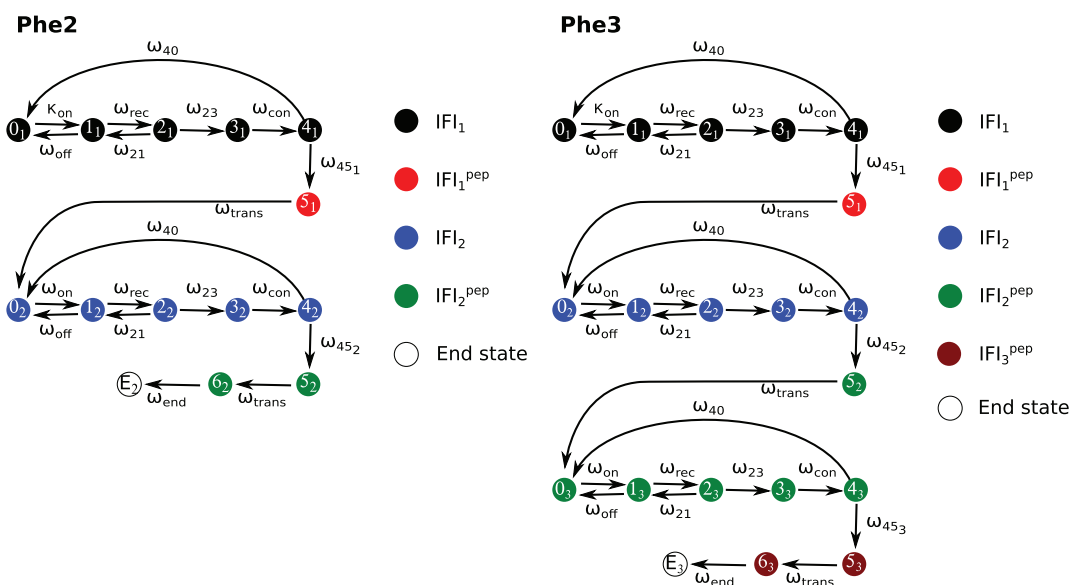 Phe2
ω40
κon ωrec ω23 ωcon
01 11 21 31 41
ωoff ω21
ω451
51
ωtrans
ω40
ωon ωrec ω23 ωcon
02 12 22 32 42
ωoff ω21
ω452
E2 62 52
ωend ωtrans
IFI1
IFI1pep
IFI2
IFI2pep
End state
Phe3
ω40
κon ωrec ω23 ωcon
01 11 21 31 41
ωoff ω21
ω451
51
ωtrans
ω40
ωon ωrec ω23 ωcon
02 12 22 32 42
ωoff ω21
ω452
52
ωtrans
ω40
ωon ωrec ω23 ωcon
03 13 23 33 43
ωoff ω21
ω453
E3 63 53
ωend ωtrans
IFI1
IFI1pep
IFI2
IFI2pep
IFI3pep
End state